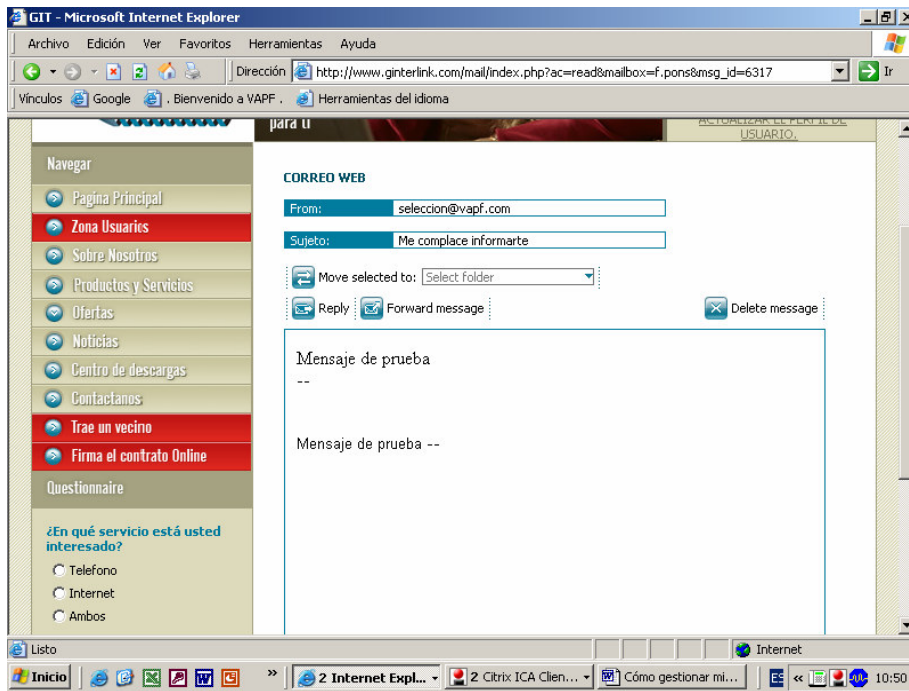 GIT - Microsoft Internet Explorer
Archivo Edición Ver Favoritos Herramientas Ayuda
Dirección http://www.ginterlink.com/mail/index.php?ac=read&mailbox=f.pons&msg_id=6317 Ir
Vínculos Google . Bienvenido a VAPF . Herramientas del idioma
para ti
ACTUALIZAR EL PERFIL DE
USUARIO.
Navegar
Pagina Principal
Zona Usuarios
Sobre Nosotros
Productos y Servicios
Ofertas
Noticias
Centro de descargas
Contactanos
Trae un vecino
Firma el contrato Online
Questionnaire
¿En qué servicio está usted
interesado?
Telefono
Internet
Ambos
CORREO WEB
From: seleccion@vapf.com
Sujeto: Me complace informarte
Move selected to: Select folder
Reply Forward message Delete message
Mensaje de prueba
--
Mensaje de prueba --
Listo Internet
Inicio » 2 Internet Expl... 2 Citrix ICA Clien... Cómo gestionar mi... ES « 10:50